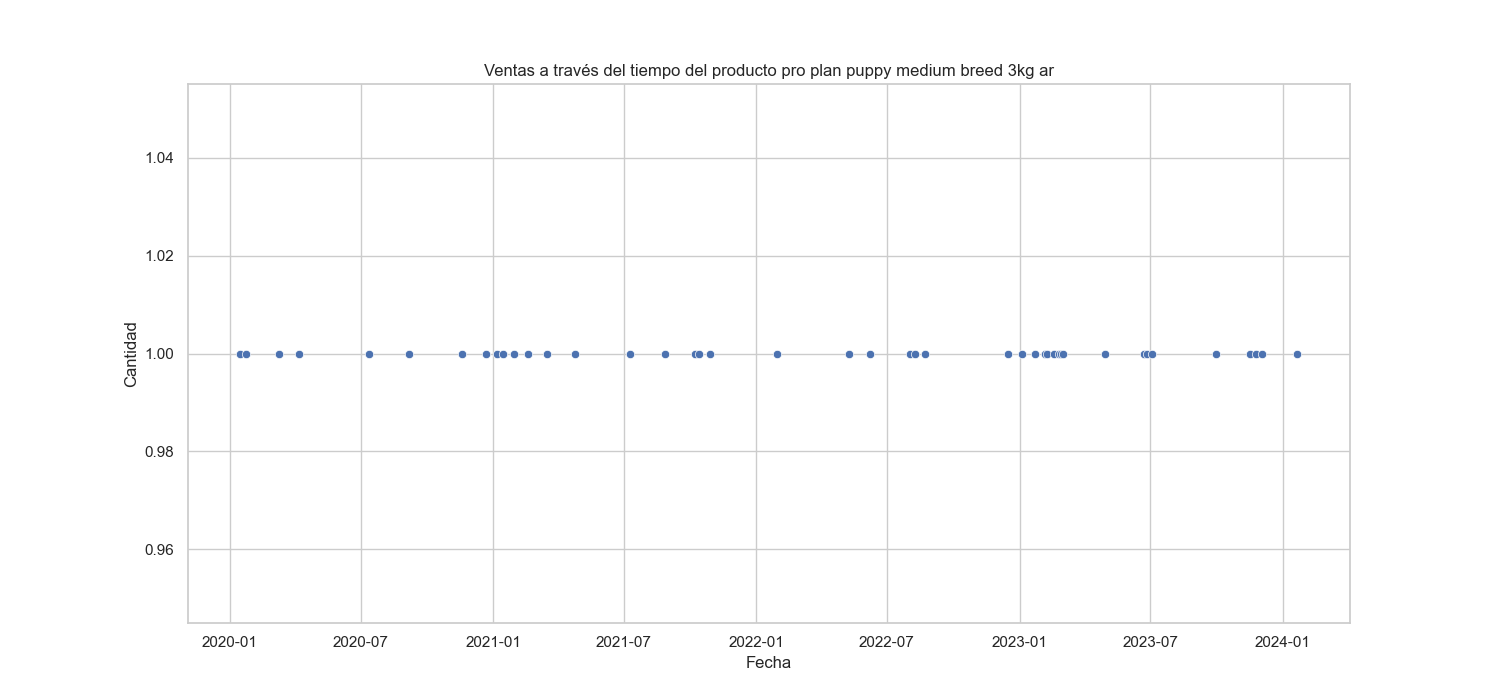 Ventas a través del tiempo del producto pro plan puppy medium breed 3kg ar
1.04
1.02
1.00
0.98
0.96
Cantidad
2020-01 2020-07 2021-01 2021-07 2022-01 2022-07 2023-01 2023-07 2024-01
Fecha